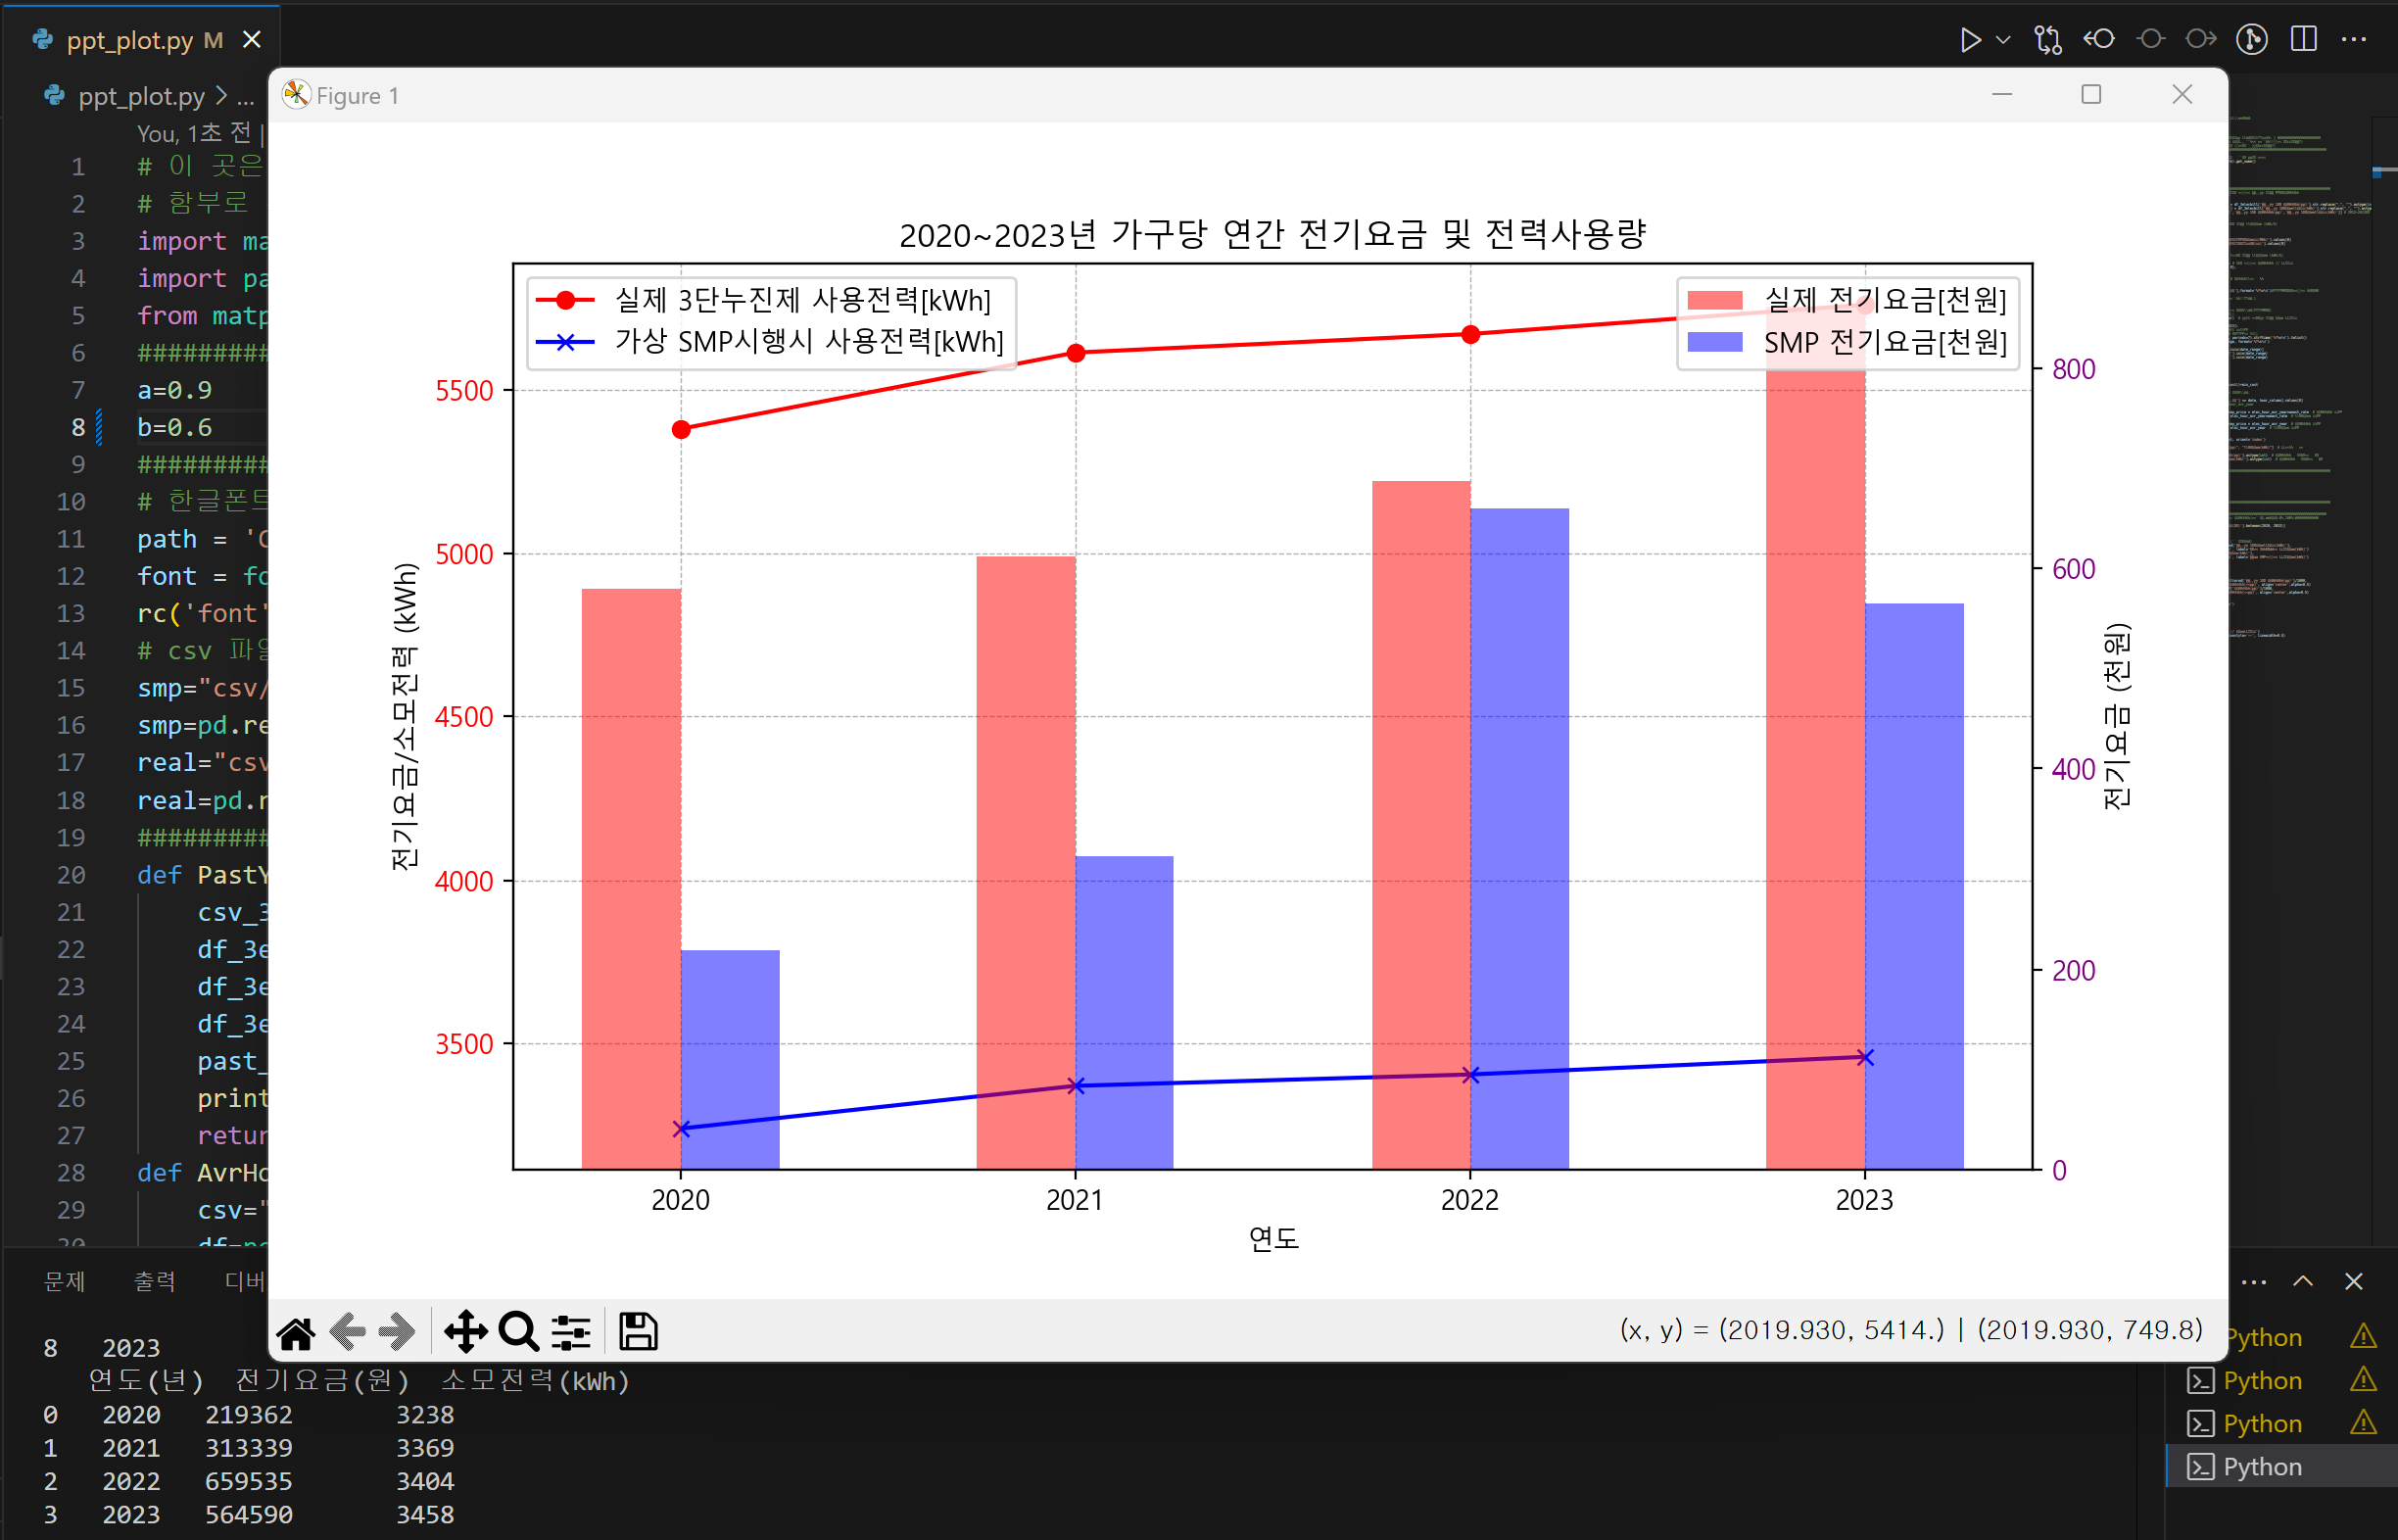 ppt_plot.py M
ppt_plot.py > ...
You, 1초 전 |
1 # 이 곳은
2 # 함부로
3 import ma
4 import pa
5 from matp
6 #########
7 a=0.9
8 b=0.6
9 #########
10 # 한글폰트
11 path = 'C
12 font = fo
13 rc('font'
14 # csv 파일
15 smp="csv/
16 smp=pd.re
17 real="csv
18 real=pd.r
19 #########
20 def PastY
21 csv_3
22 df_3e
23 df_3e
24 df_3e
25 past_
26 print
27 retur
28 def AvrHo
29 csv="
30 df=pd
Figure 1
2020~2023년 가구당 연간 전기요금 및 전력사용량
실제 3단누진제 사용전력[kWh]
가상 SMP시행시 사용전력[kWh]
실제 전기요금[천원]
SMP 전기요금[천원]
전기요금/소모전력 (kWh)
5500
5000
4500
4000
3500
800
600
400
200
0
전기요금 (천원)
2020 2021 2022 2023
연도
(x, y) = (2019.930, 5414.) | (2019.930, 749.8)
문제 출력 디버
8 2023
연도(년) 전기요금(원) 소모전력(kWh)
0 2020 219362 3238
1 2021 313339 3369
2 2022 659535 3404
3 2023 564590 3458
Python
Python
Python
Python